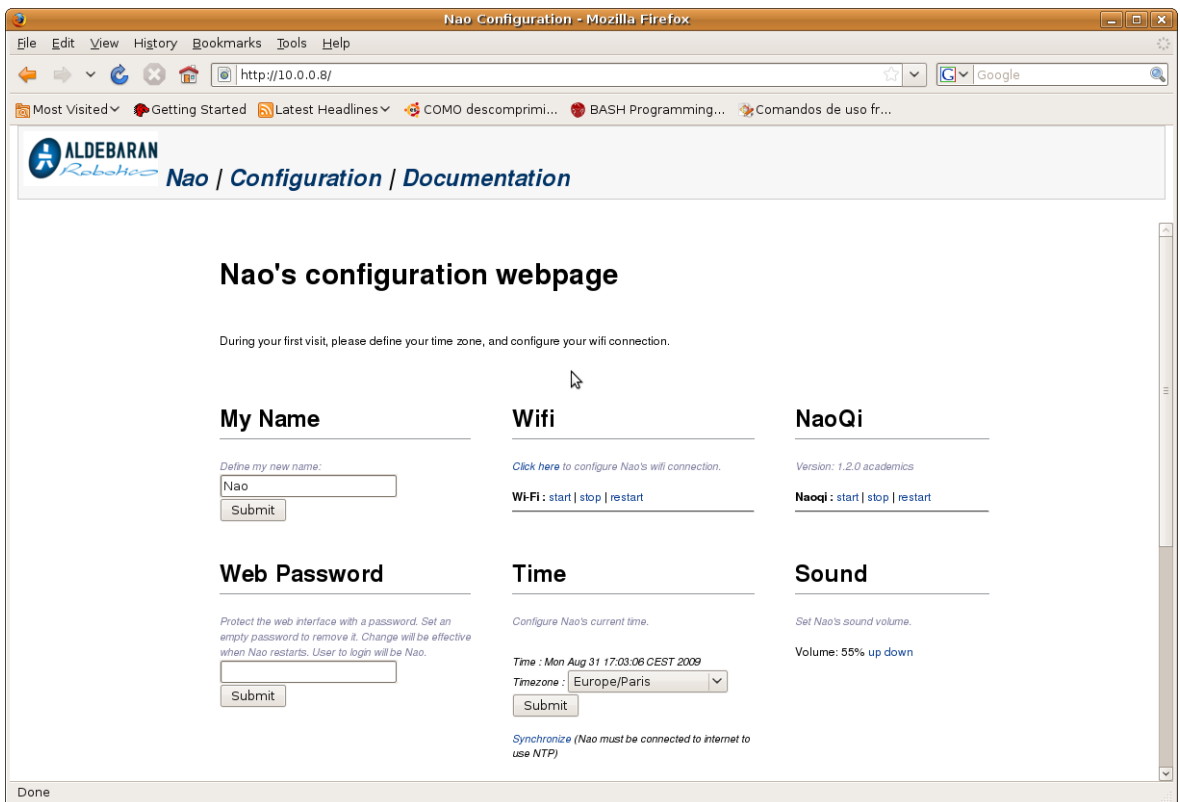 Nao Configuration - Mozilla Firefox
File Edit View History Bookmarks Tools Help
http://10.0.0.8/
G Google
Most Visited Getting Started Latest Headlines COMO descomprimi... BASH Programming... Comandos de uso fr...
ALDEBARAN
Robotics
Nao | Configuration | Documentation
Nao's configuration webpage
During your first visit, please define your time zone, and configure your wifi connection.
My Name
Define my new name:
Nao
Submit
Wifi
Click here to configure Nao's wifi connection.
Wi-Fi : start | stop | restart
NaoQi
Version: 1.2.0 academics
Naoqi : start | stop | restart
Web Password
Protect the web interface with a password. Set an
empty password to remove it. Change will be effective
when Nao restarts. User to login will be Nao.
Submit
Time
Configure Nao's current time.
Time : Mon Aug 31 17:03:06 CEST 2009
Timezone : Europe/Paris
Submit
Synchronize (Nao must be connected to internet to
use NTP)
Sound
Set Nao's sound volume.
Volume: 55% up down
Done